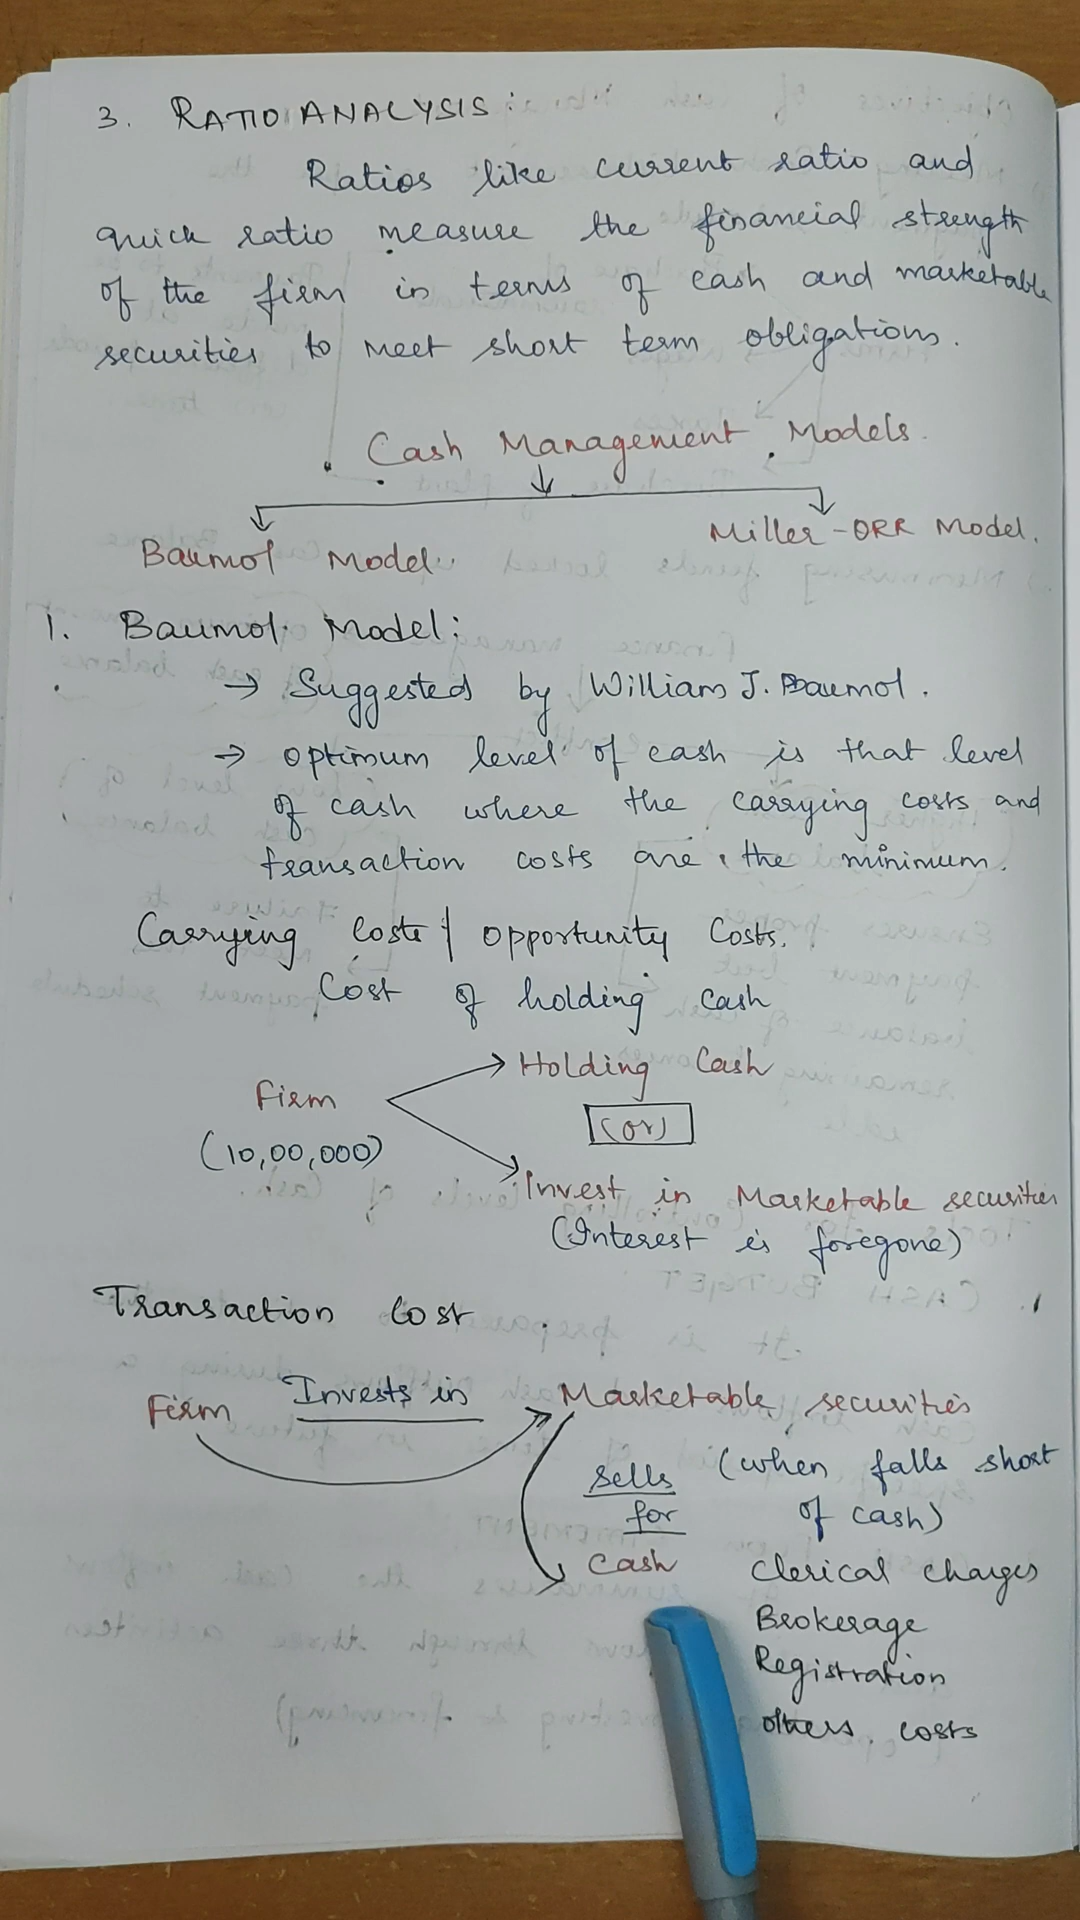 3. RATIO ANALYSIS:
Ratios like current ratio and
quick ratio measure the financial strength
of the firm in terms of cash and marketable
securities to meet short term obligations.
Cash Management Models.
Baumol Model.
Miller-ORR Model.
1. Baumol Model:
→ Suggested by William J. Baumol.
→ optimum level of cash is that level
of cash where the carrying costs and
transaction costs are the minimum.
Carrying Costs / opportunity Costs.
Cost of holding cash
Holding Cash
Firm
(or)
(10,00,000)
Invest in Marketable securities
(Interest is foregone)
Transaction Cost.
Firm Invests in Marketable securities
sells (when falls short
for of cash)
Cash Clerical charges
Brokerage
Registration
others costs